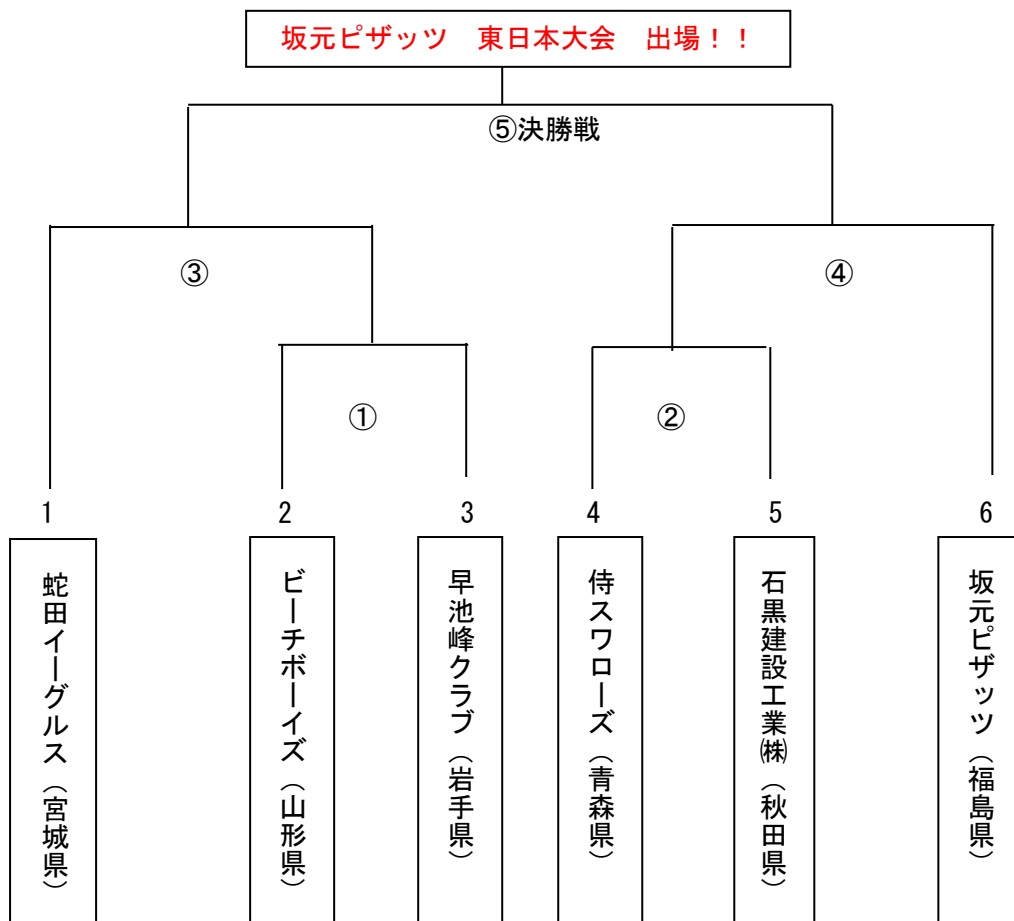 坂元ピザッツ　東日本大会　出場！！
⑤決勝戦
③
④
①
②
1
2
3
4
5
6
蛇田イーグルス（宮城県）
ビーチボーイズ（山形県）
早池峰クラブ（岩手県）
侍スワローズ（青森県）
石黒建設工業㈱（秋田県）
坂元ピザッツ（福島県）